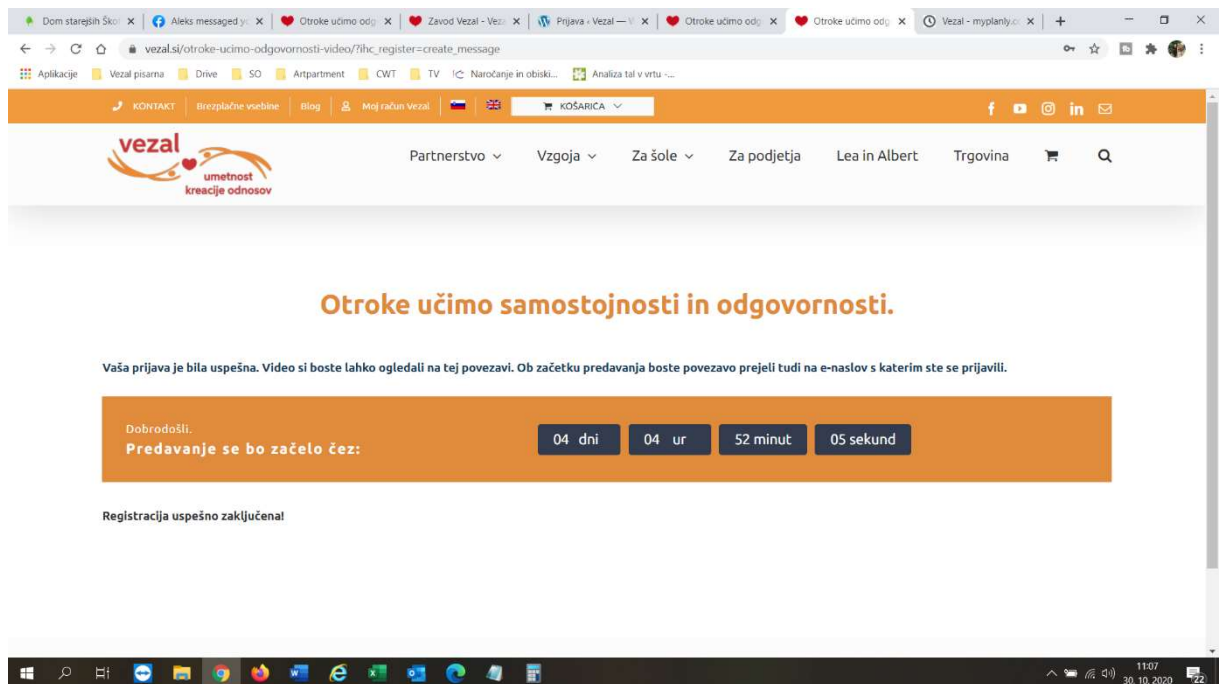 Dom starejših Škof
Aleks messaged yo
Otroke učimo odg
Zavod Vezal - Veza
Prijava ‹ Vezal — V
Otroke učimo odg
Otroke učimo odg
Vezal - myplanly.co
vezal.si/otroke-ucimo-odgovornosti-video/?ihc_register=create_message
Aplikacije Vezal pisarna Drive SO Artpartment CWT TV Naročanje in obiski... Analiza tal v vrtu -...
KONTAKT Brezplačne vsebine Blog Moj račun Vezal KOŠARICA
vezal
umetnost
kreacije odnosov
Partnerstvo Vzgoja Za šole Za podjetja Lea in Albert Trgovina
Otroke učimo samostojnosti in odgovornosti.
Vaša prijava je bila uspešna. Video si boste lahko ogledali na tej povezavi. Ob začetku predavanja boste povezavo prejeli tudi na e-naslov s katerim ste se prijavili.
Dobrodošli.
Predavanje se bo začelo čez:
04 dni 04 ur 52 minut 05 sekund
Registracija uspešno zaključena!
11:07
30. 10. 2020
22